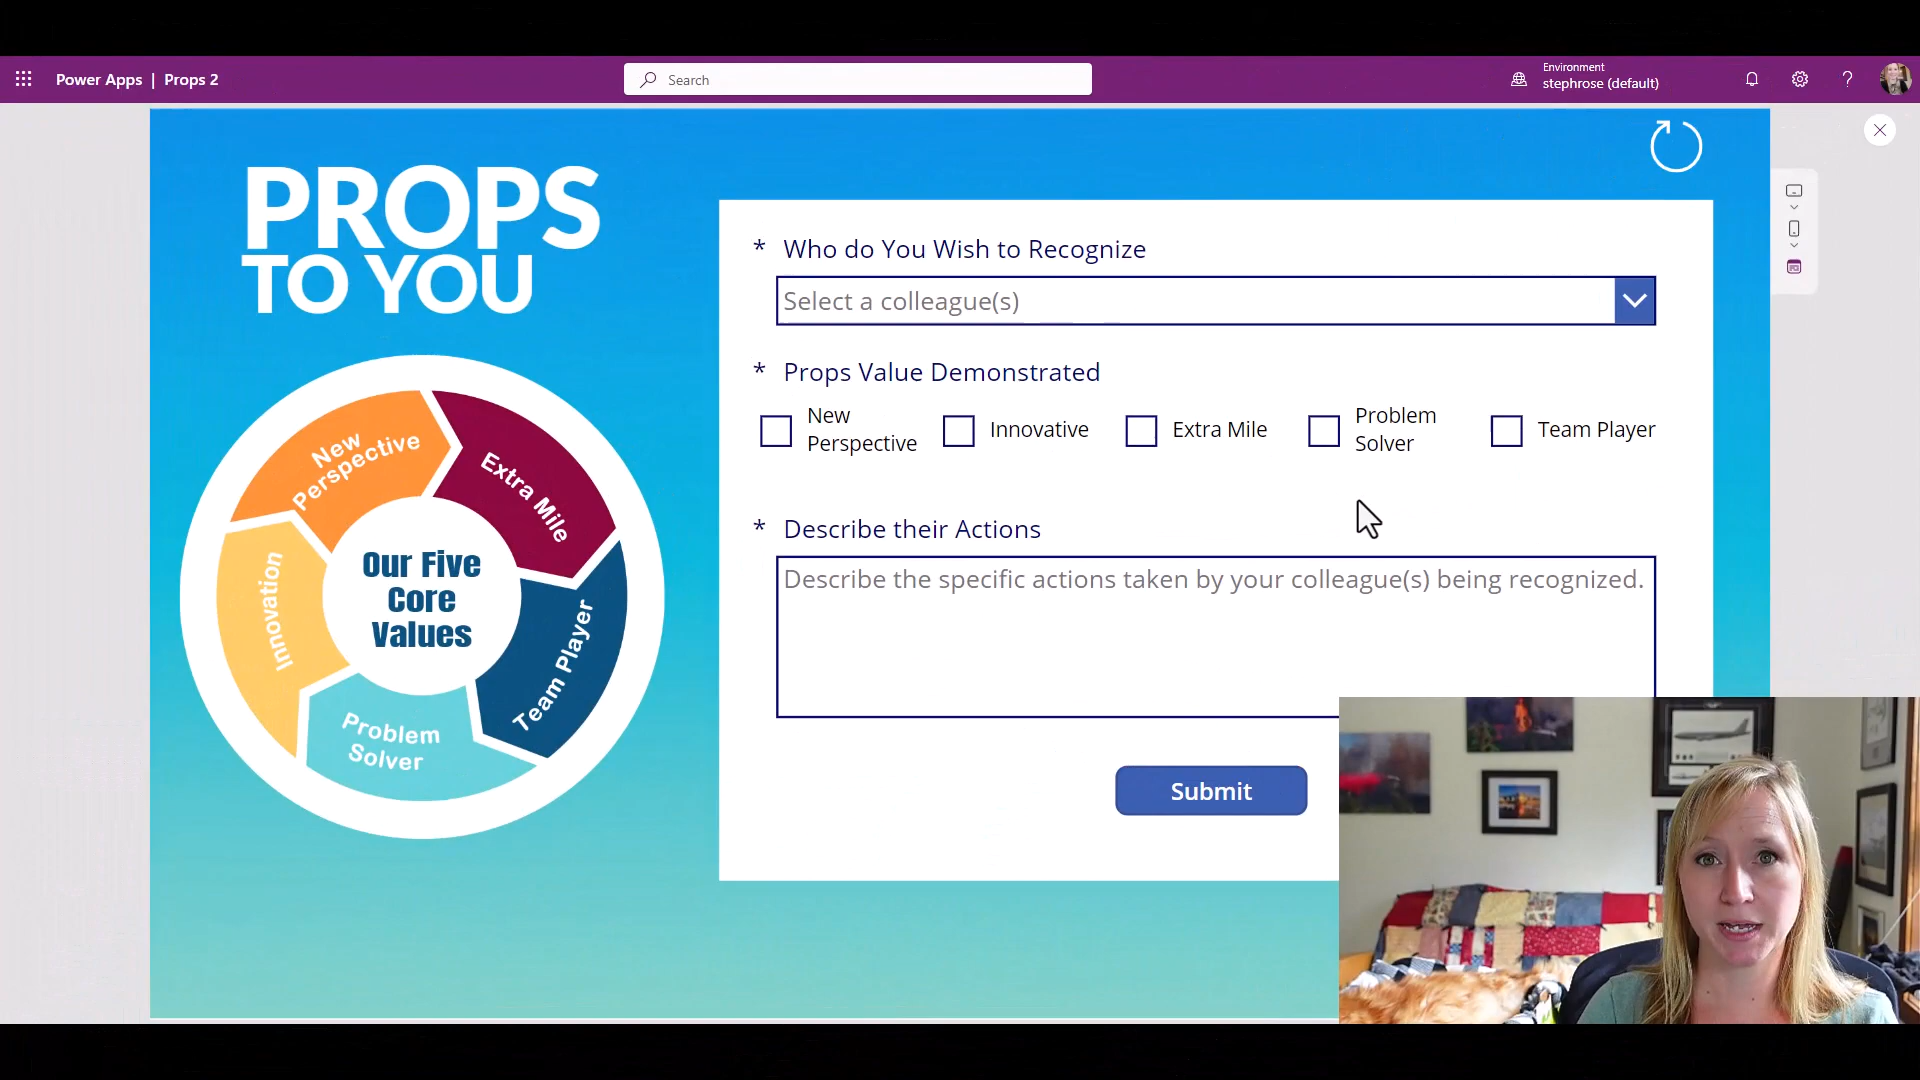 Power Apps | Props 2
Search
Environment
stephrose (default)
PROPS
TO YOU
New
Perspective
Extra Mile
Innovation
Our Five
Core
Values
Team Player
Problem
Solver
* Who do You Wish to Recognize
Select a colleague(s)
* Props Value Demonstrated
New
Perspective
Innovative
Extra Mile
Problem
Solver
Team Player
* Describe their Actions
Describe the specific actions taken by your colleague(s) being recognized.
Submit